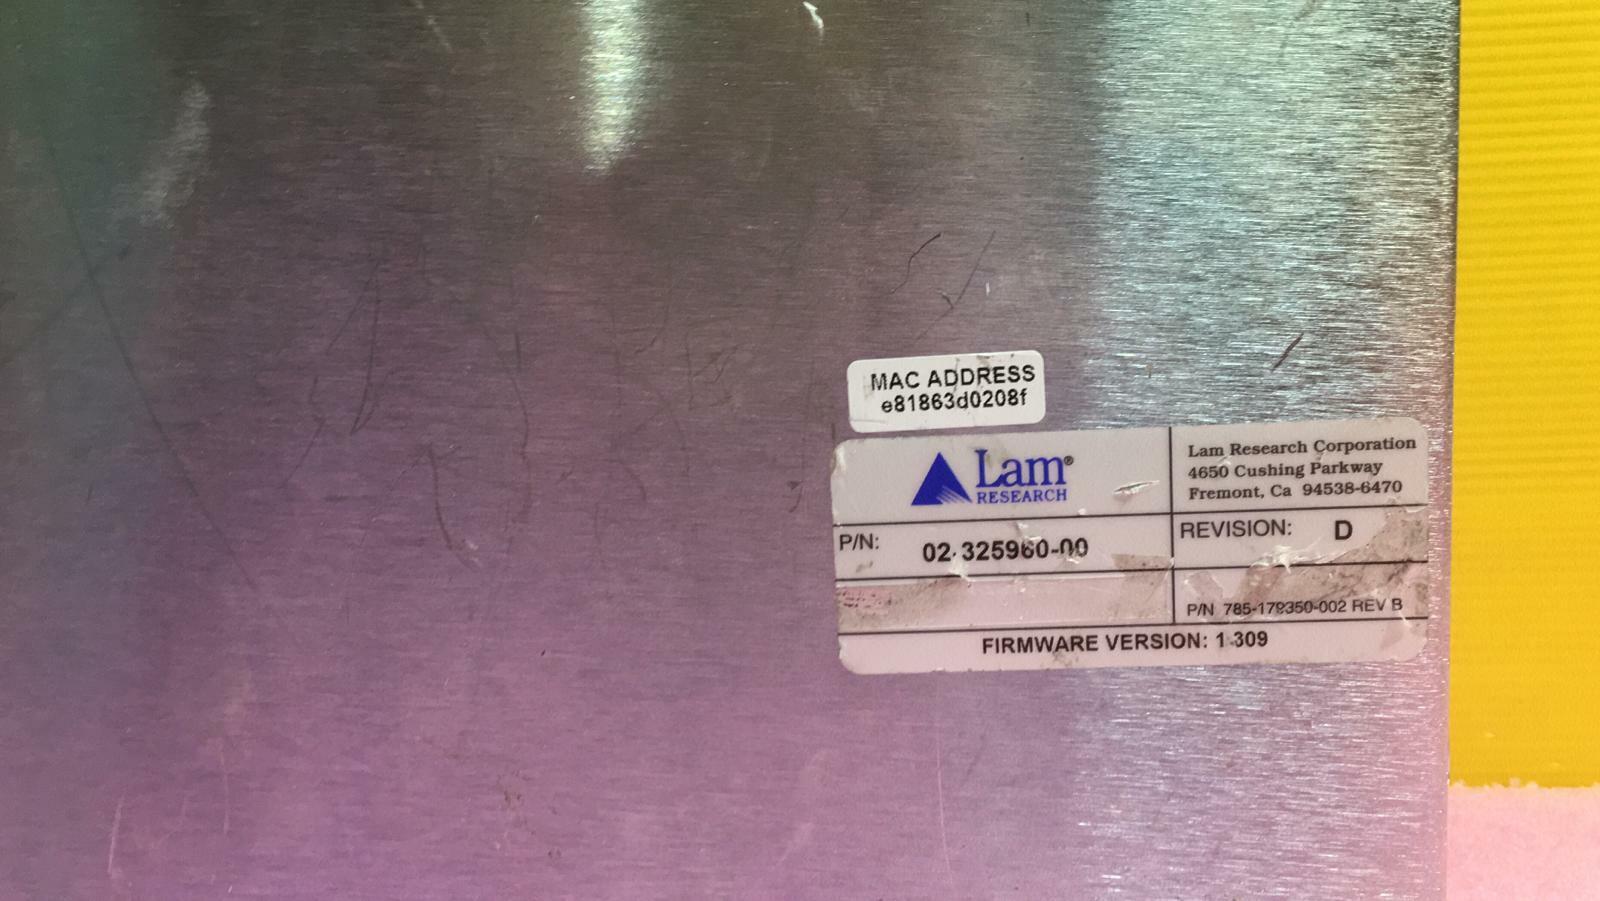 MAC ADDRESS
e81863d0208f
Lam®
RESEARCH
Lam Research Corporation
4650 Cushing Parkway
Fremont, Ca 94538-6470
P/N: 02-325960-00
REVISION: D
P/N 785-179350-002 REV B
FIRMWARE VERSION: 1.309